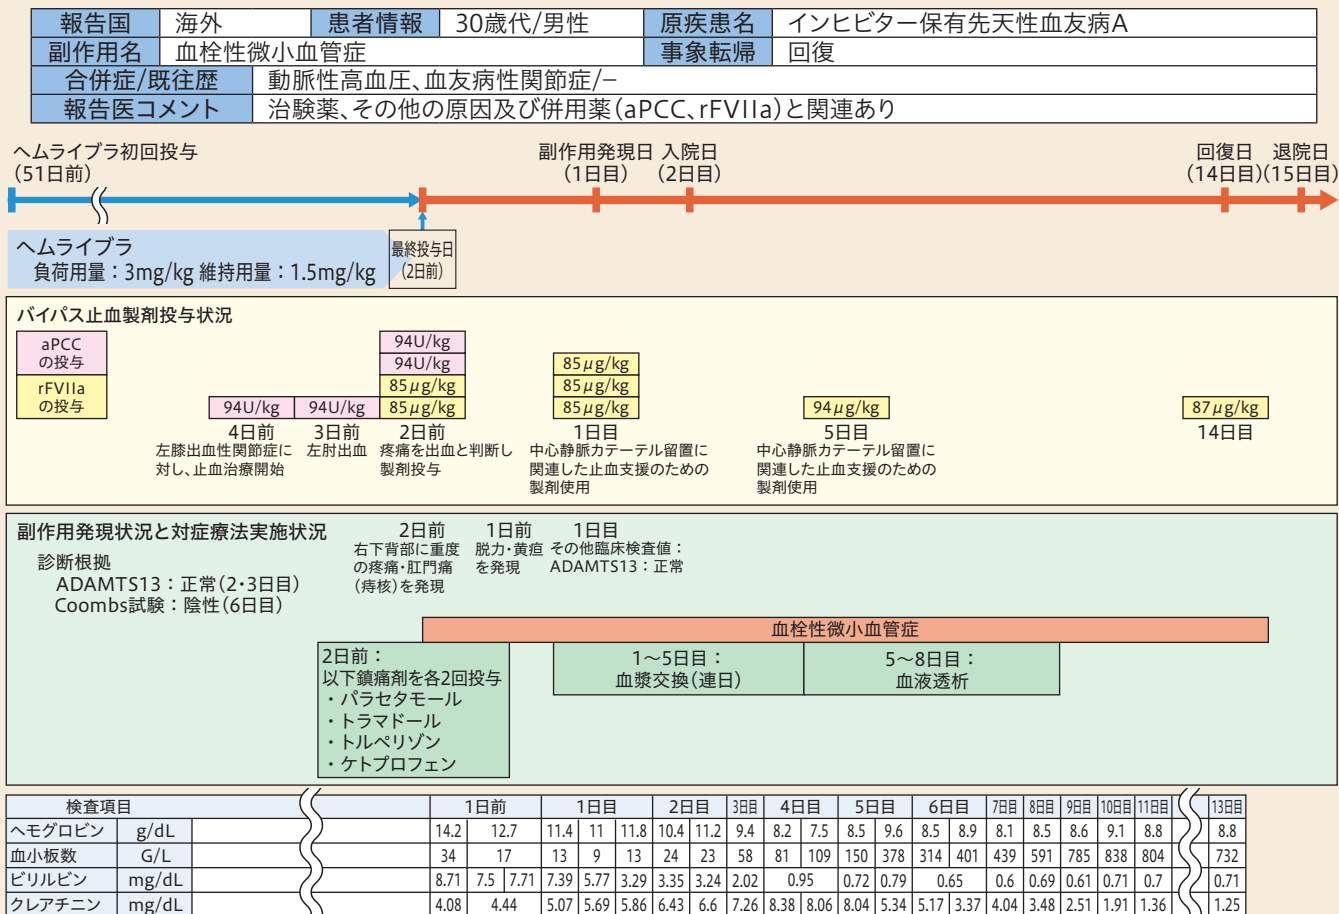 報告国 海外 患者情報 30歳代/男性 原疾患名 インヒビター保有先天性血友病A
副作用名 血栓性微小血管症 事象転帰 回復
合併症/既往歴 動脈性高血圧、血友病性関節症/−
報告医コメント 治験薬、その他の原因及び併用薬(aPCC、rFVIIa)と関連あり
ヘムライブラ初回投与
(51日前)
副作用発現日
(1日目)
入院日
(2日目)
回復日
(14日目)
退院日
(15日目)
ヘムライブラ
負荷用量:3mg/kg 維持用量:1.5mg/kg
最終投与日
(2日前)
バイパス止血製剤投与状況
aPCC
の投与
rFVIIa
の投与
94U/kg
4日前
左膝出血性関節症に
対し、止血治療開始
94U/kg
3日前
左肘出血
94U/kg
94U/kg
85μg/kg
85μg/kg
2日前
疼痛を出血と判断し
製剤投与
85μg/kg
85μg/kg
85μg/kg
1日目
中心静脈カテーテル留置に
関連した止血支援のための
製剤使用
94μg/kg
5日目
中心静脈カテーテル留置に
関連した止血支援のための
製剤使用
87μg/kg
14日目
副作用発現状況と対症療法実施状況
診断根拠
ADAMTS13:正常(2・3日目)
Coombs試験:陰性(6日目)
2日前
右下背部に重度
の疼痛・肛門痛
(痔核)を発現
1日前
脱力・黄疸
を発現
1日目
その他臨床検査値:
ADAMTS13:正常
血栓性微小血管症
2日前:
以下鎮痛剤を各2回投与
・パラセタモール
・トラマドール
・トルペリゾン
・ケトプロフェン
1〜5日目:
血漿交換(連日)
5〜8日目:
血液透析
検査項目 1日前 1日目 2日目 3日目 4日目 5日目 6日目 7日目 8日目 9日目 10日目 11日目 13日目
ヘモグロビン g/dL 14.2 12.7 11.4 11 11.8 10.4 11.2 9.4 8.2 7.5 8.5 9.6 8.5 8.9 8.1 8.5 8.6 9.1 8.8 8.8
血小板数 G/L 34 17 13 9 13 24 23 58 81 109 150 378 314 401 439 591 785 838 804 732
ビリルビン mg/dL 8.71 7.5 7.71 7.39 5.77 3.29 3.35 3.24 2.02 0.95 0.72 0.79 0.65 0.6 0.69 0.61 0.71 0.7 0.71
クレアチニン mg/dL 4.08 4.44 5.07 5.69 5.86 6.43 6.6 7.26 8.38 8.06 8.04 5.34 5.17 3.37 4.04 3.48 2.51 1.91 1.36 1.25